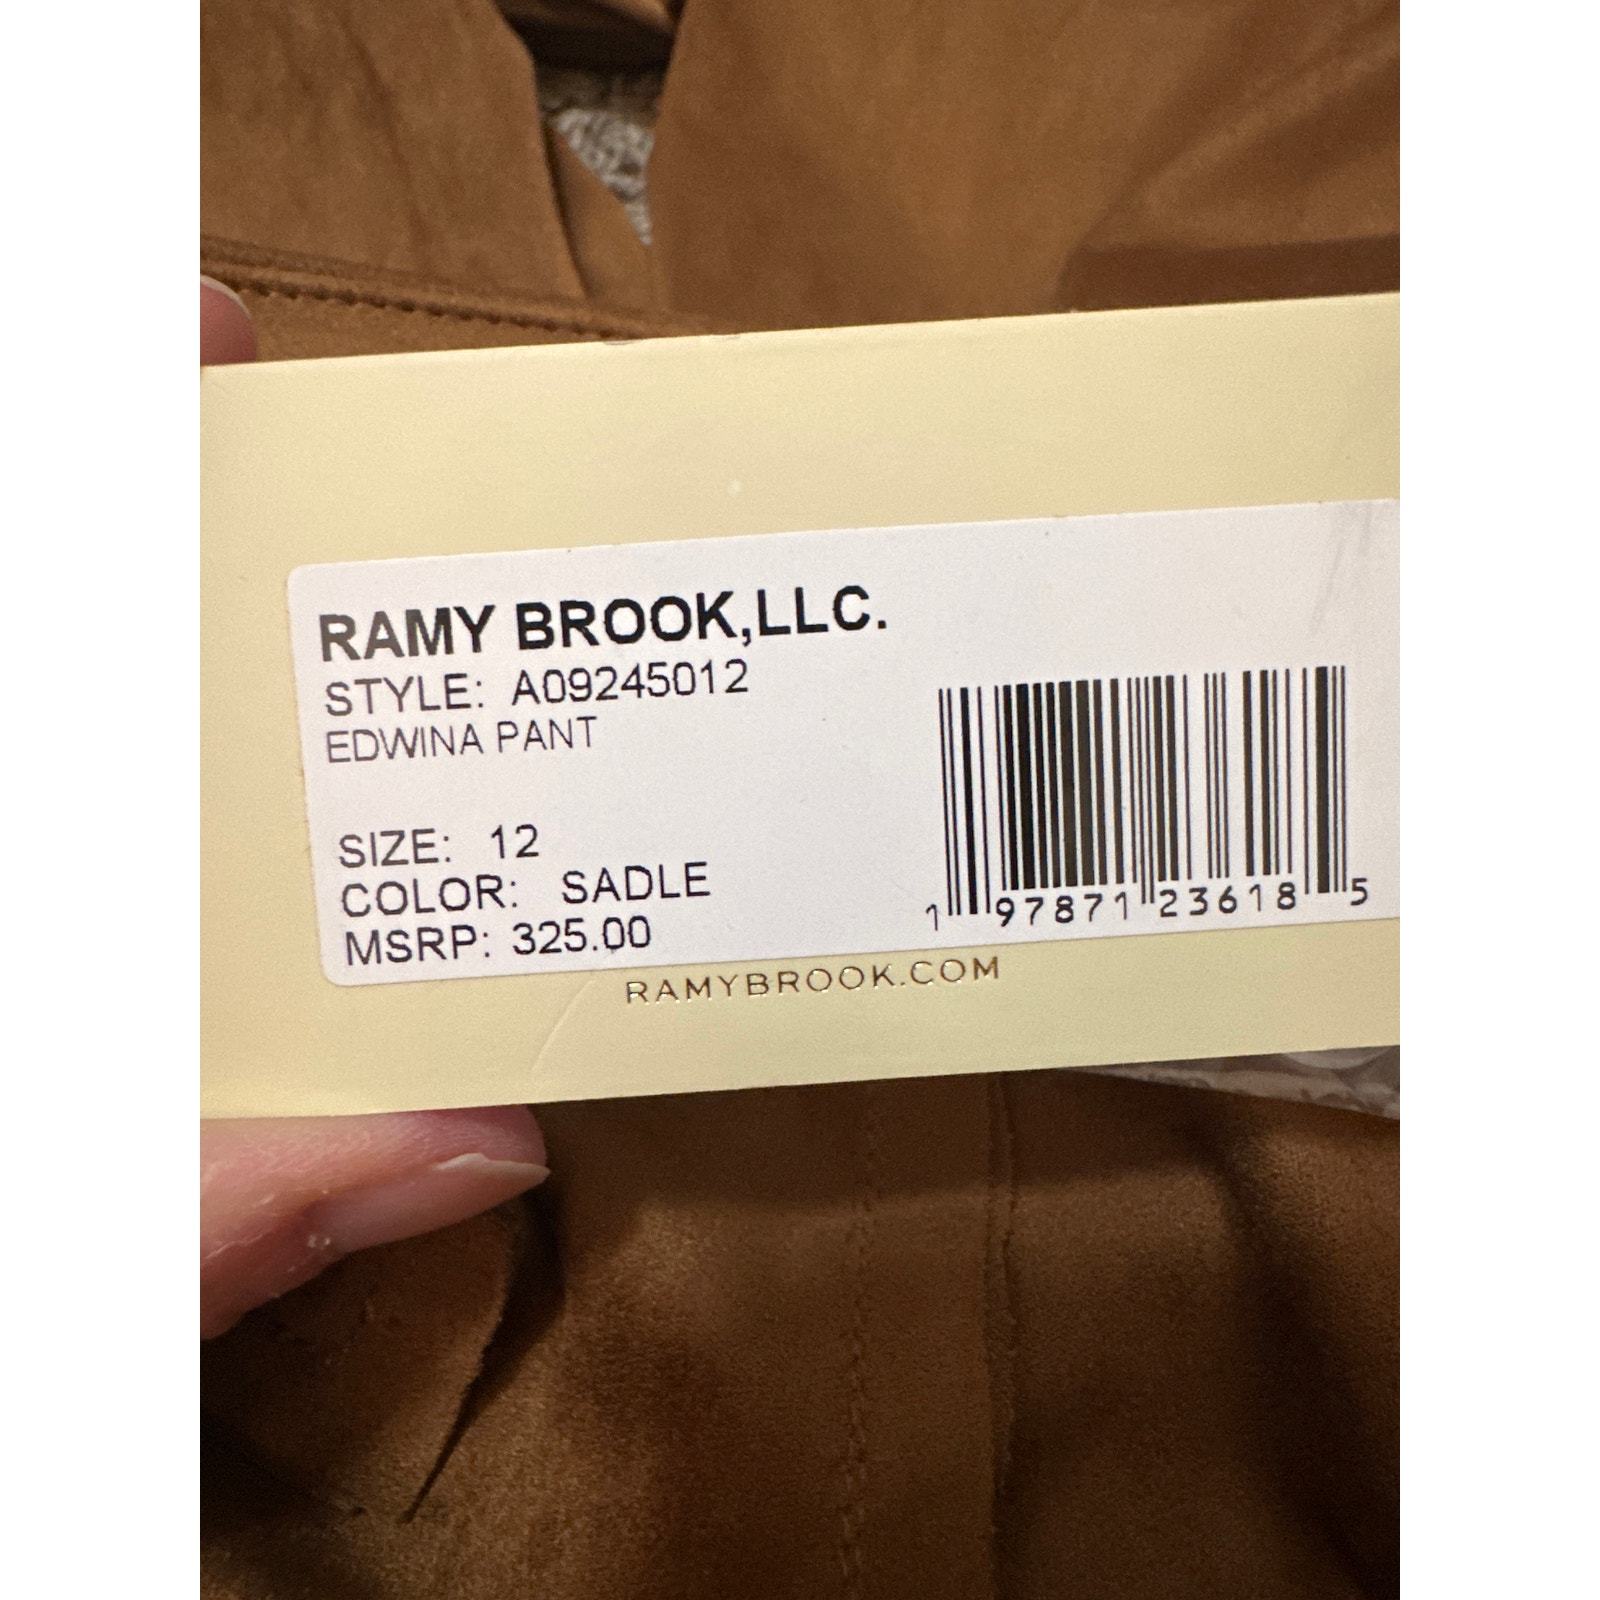 RAMY BROOK,LLC.
STYLE: A09245012
EDWINA PANT
SIZE: 12
COLOR: SADLE
MSRP: 325.00
1 97871 23618 5
RAMYBROOK.COM